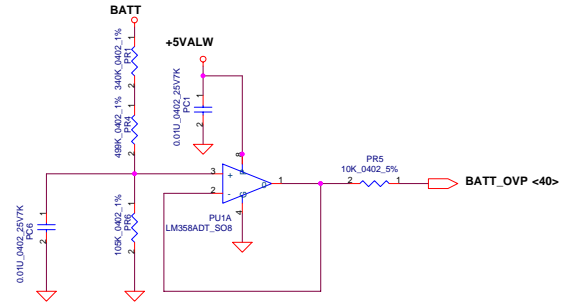 BATT
+5VALW
1
PR1
340K_0402_1%
2
1
PR4
499K_0402_1%
2
1
PC1
0.01U_0402_25V7K
2
8
P
3
+
2
-
0
1
G
4
PU1A
LM358ADT_SO8
PR5
10K_0402_5%
2
1
BATT_OVP <40>
1
PR6
105K_0402_1%
2
1
PC6
0.01U_0402_25V7K
2